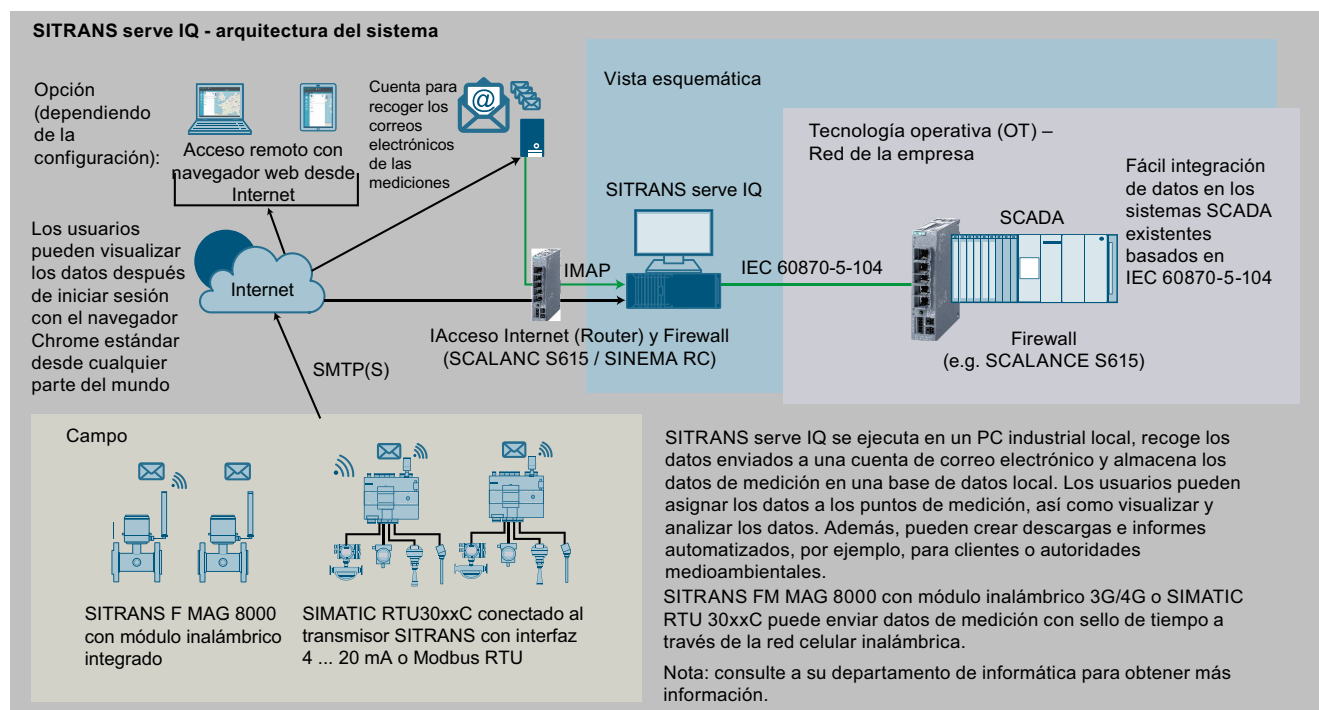 SITRANS serve IQ - arquitectura del sistema
Opción
(dependiendo
de la
configuración):
Acceso remoto con
navegador web desde
Internet
Cuenta para
recoger los
correos
electrónicos
de las
mediciones
@
Vista esquemática
Tecnología operativa (OT) –
Red de la empresa
Fácil integración
de datos en los
sistemas SCADA
existentes
basados en
IEC 60870-5-104
SITRANS serve IQ
SCADA
Los usuarios
pueden visualizar
los datos después
de iniciar sesión
con el navegador
Chrome estándar
desde cualquier
parte del mundo
Internet
IMAP
IEC 60870-5-104
IAcceso Internet (Router) y Firewall
(SCALANC S615 / SINEMA RC)
Firewall
(e.g. SCALANCE S615)
SMTP(S)
Campo
SITRANS F MAG 8000
con módulo inalámbrico
integrado
SIMATIC RTU30xxC conectado al
transmisor SITRANS con interfaz
4 ... 20 mA o Modbus RTU
SITRANS serve IQ se ejecuta en un PC industrial local, recoge los
datos enviados a una cuenta de correo electrónico y almacena los
datos de medición en una base de datos local. Los usuarios pueden
asignar los datos a los puntos de medición, así como visualizar y
analizar los datos. Además, pueden crear descargas e informes
automatizados, por ejemplo, para clientes o autoridades
medioambientales.
SITRANS FM MAG 8000 con módulo inalámbrico 3G/4G o SIMATIC
RTU 30xxC puede enviar datos de medición con sello de tiempo a
través de la red celular inalámbrica.
Nota: consulte a su departamento de informática para obtener más
información.